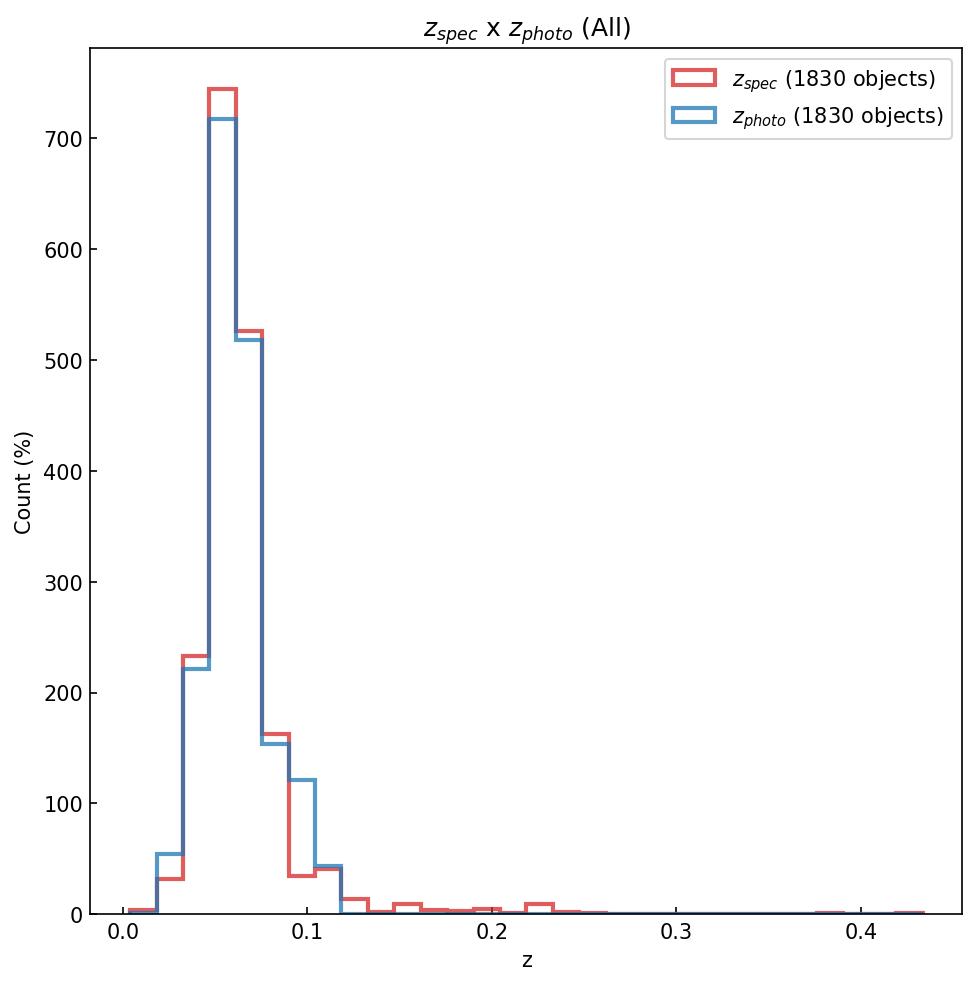 z_spec x z_photo (All)
z_spec (1830 objects)
z_photo (1830 objects)
Count (%)
700
600
500
400
300
200
100
0
0.0 0.1 0.2 0.3 0.4
z